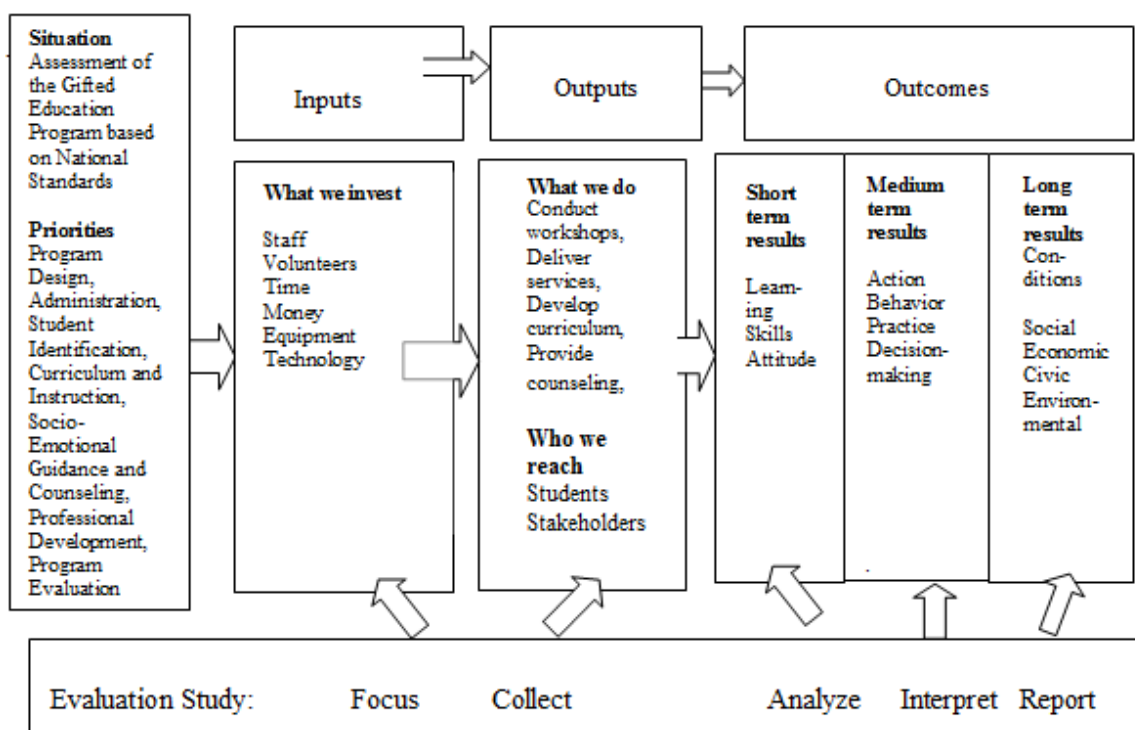 Situation
Assessment of
the Gifted
Education
Program based
on National
Standards
Priorities
Program
Design,
Administration,
Student
Identification,
Curriculum and
Instruction,
Socio-
Emotional
Guidance and
Counseling,
Professional
Development,
Program
Evaluation
Inputs
Outputs
Outcomes
What we invest
Staff
Volunteers
Time
Money
Equipment
Technology
What we do
Conduct
workshops,
Deliver
services,
Develop
curriculum,
Provide
counseling,
Who we
reach
Students
Stakeholders
Short
term
results
Learn-
ing
Skills
Attitude
Medium
term
results
Action
Behavior
Practice
Decision-
making
Long
term
results
Con-
ditions
Social
Economic
Civic
Environ-
mental
Evaluation Study: Focus Collect Analyze Interpret Report